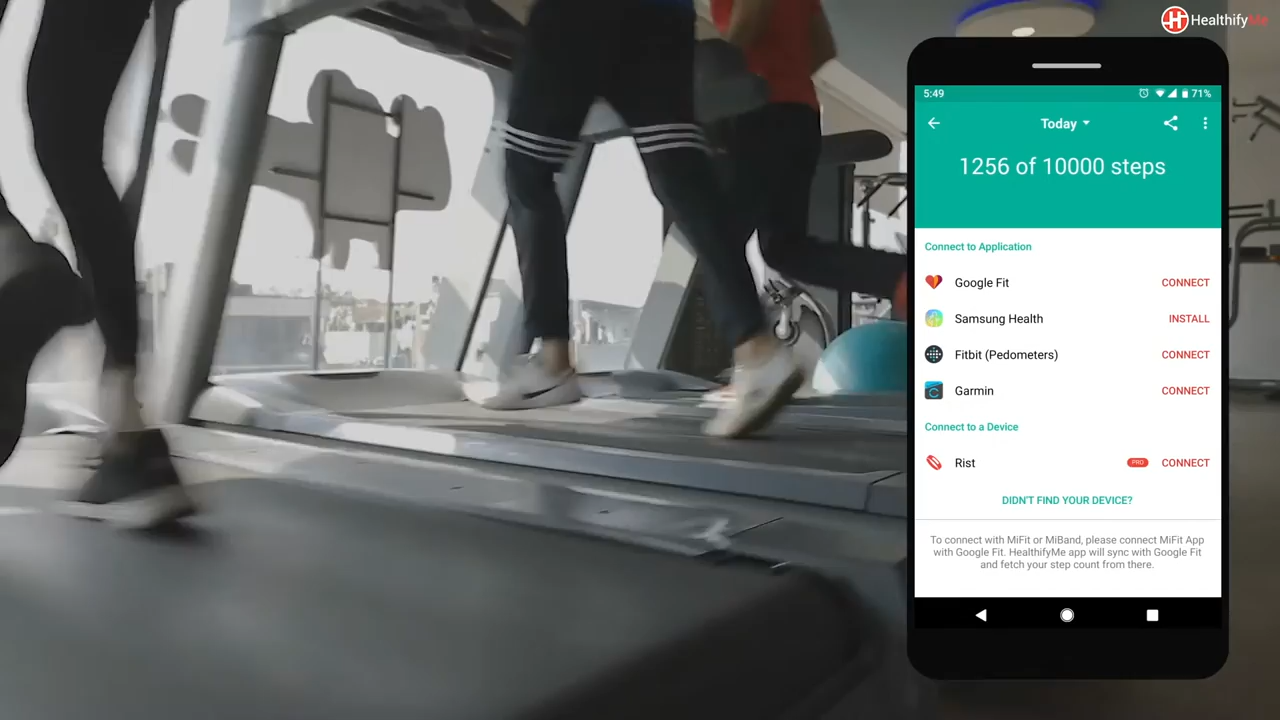 HealthifyMe
5:49
71%
Today
1256 of 10000 steps
Connect to Application
Google Fit CONNECT
Samsung Health INSTALL
Fitbit (Pedometers) CONNECT
Garmin CONNECT
Connect to a Device
Rist PRO CONNECT
DIDN'T FIND YOUR DEVICE?
To connect with MiFit or MiBand, please connect MiFit App
with Google Fit. HealthifyMe app will sync with Google Fit
and fetch your step count from there.